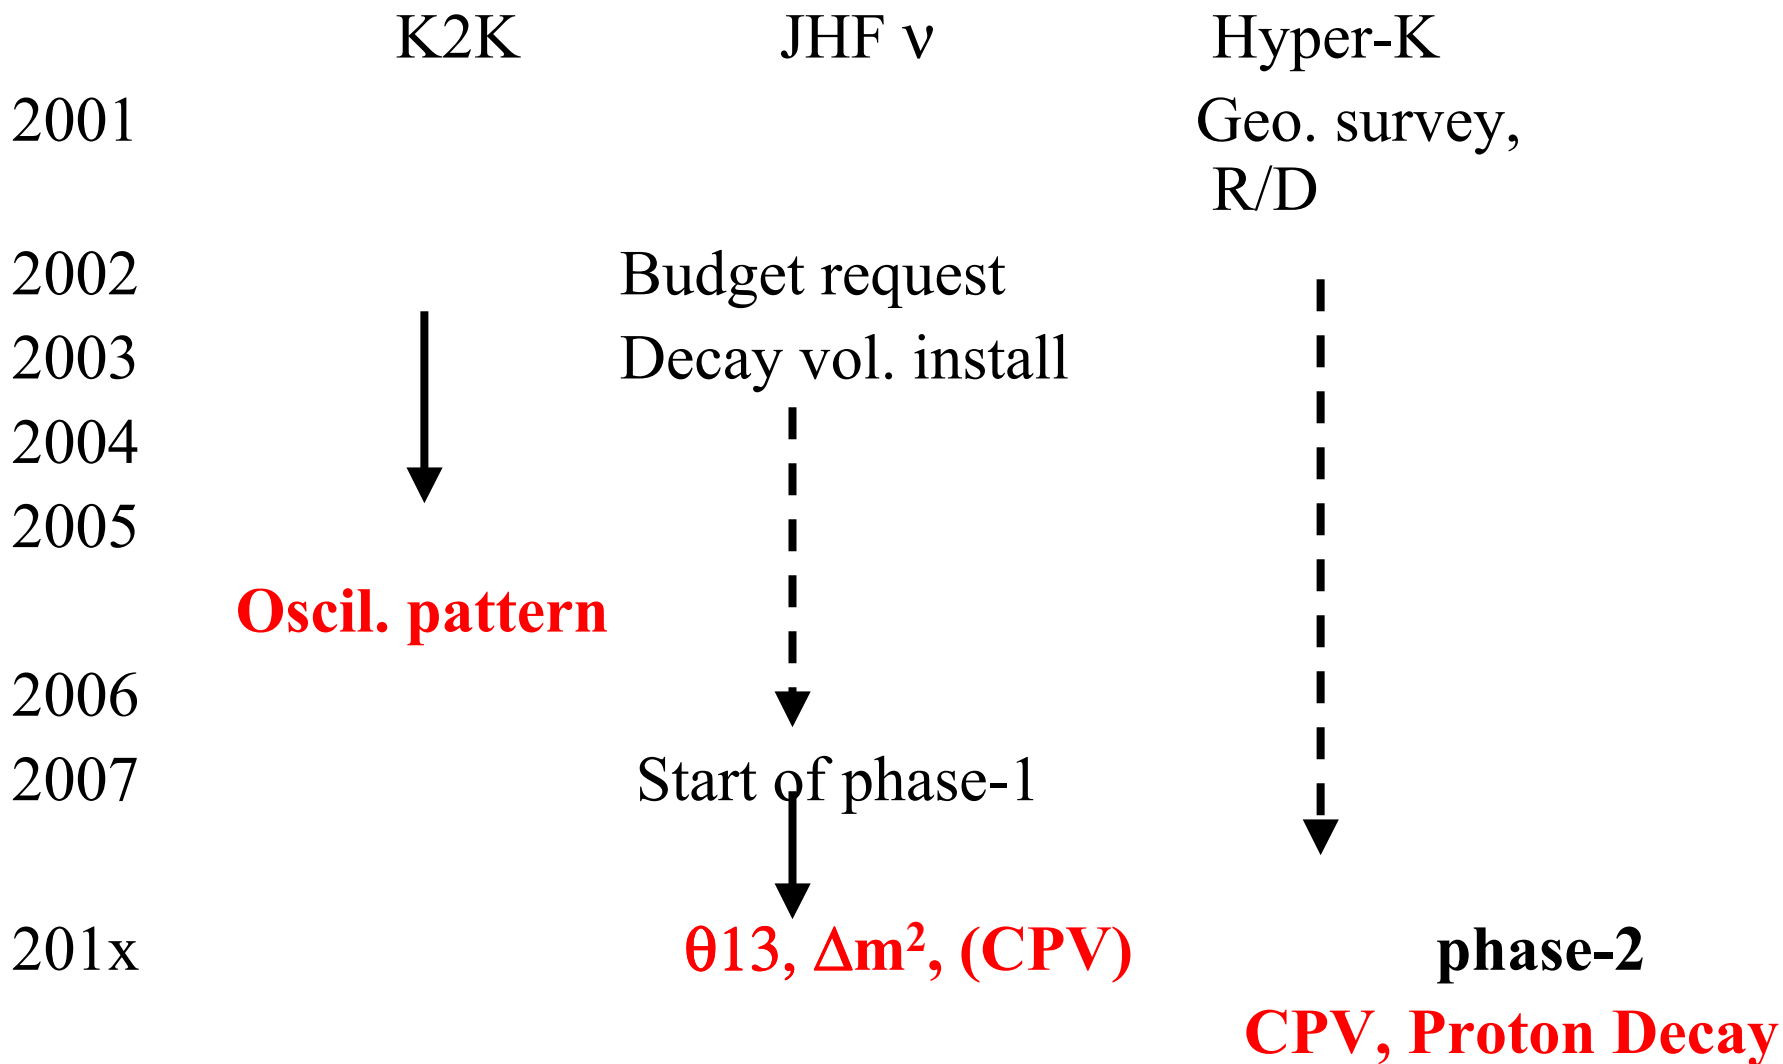 K2K JHF ν Hyper-K
2001 Geo. survey,
R/D
2002 Budget request
2003 Decay vol. install
2004
2005
Oscil. pattern
2006
2007 Start of phase-1
201x θ13, Δm², (CPV) phase-2
CPV, Proton Decay